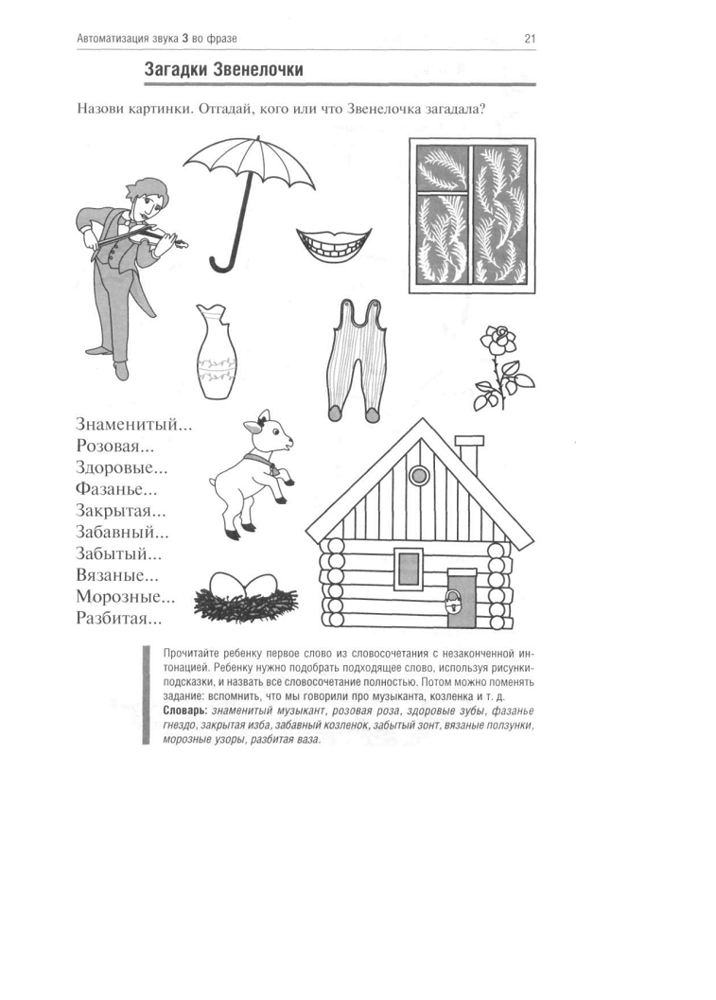 Автоматизация звука З во фразе 21
Загадки Звенелочки
Назови картинки. Отгадай, кого или что Звенелочка загадала?
Знаменитый...
Розовая...
Здоровые...
Фазанье...
Закрытая...
Забавный...
Забытый...
Вязаные...
Морозные...
Разбитая...
Прочитайте ребенку первое слово из словосочетания с незаконченной ин-
тонацией. Ребенку нужно подобрать подходящее слово, используя рисунки-
подсказки, и назвать все словосочетание полностью. Потом можно поменять
задание: вспомнить, что мы говорили про музыканта, козленка и т. д.
Словарь: знаменитый музыкант, розовая роза, здоровые зубы, фазанье
гнездо, закрытая изба, забавный козленок, забытый зонт, вязаные ползунки,
морозные узоры, разбитая ваза.